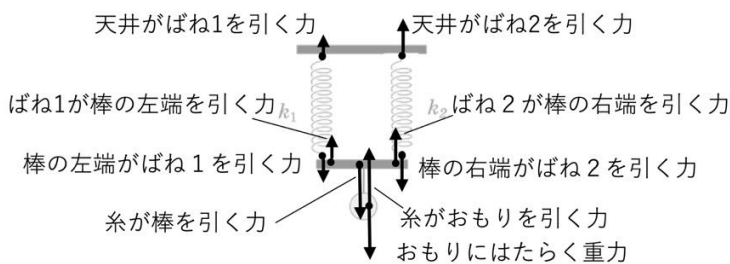 天井がばね1を引く力
天井がばね2を引く力
ばね1が棒の左端を引く力
k₁
k₂
ばね２が棒の右端を引く力
棒の左端がばね１を引く力
棒の右端がばね２を引く力
糸が棒を引く力
糸がおもりを引く力
おもりにはたらく重力